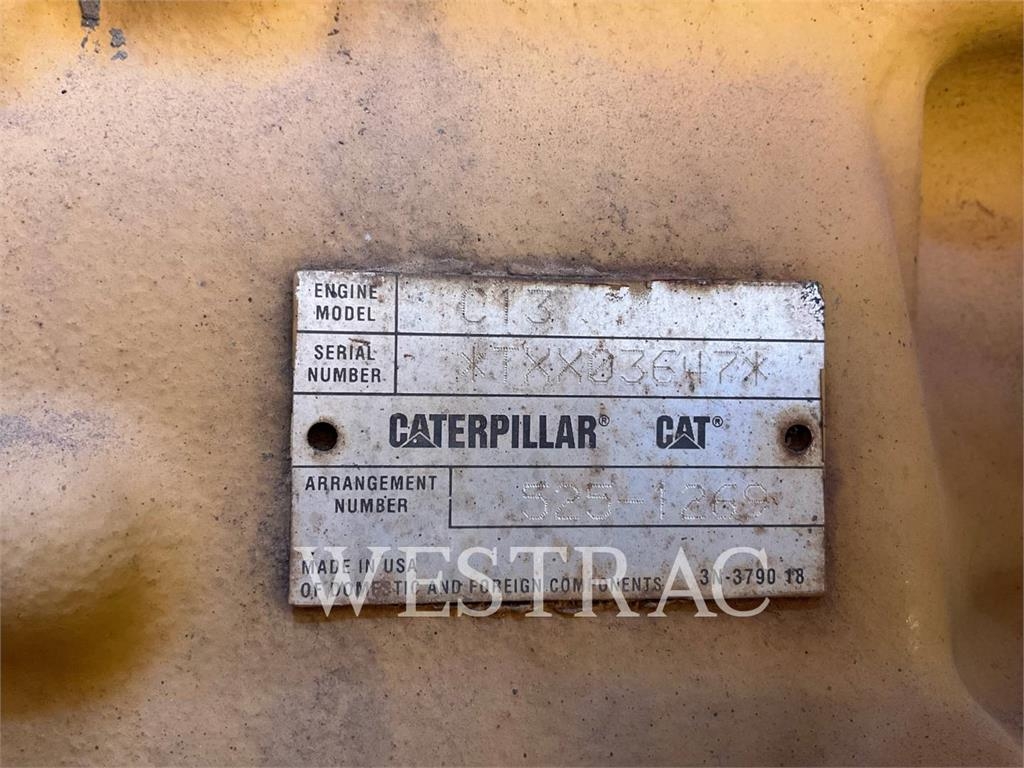 ENGINE MODEL C13
SERIAL NUMBER *TXX03647*
CATERPILLAR® CAT®
ARRANGEMENT NUMBER 525-1269
MADE IN USA
OF DOMESTIC AND FOREIGN COMPONENTS 3N-3790 18
WESTRAC